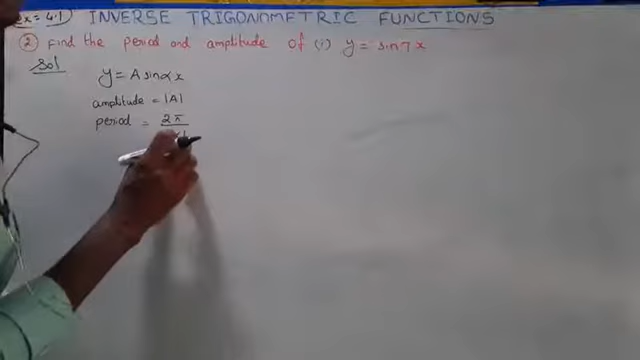 Ex = 4.1) INVERSE TRIGONOMETRIC FUNCTIONS
② Find the period and amplitude of (i) y = sin 7x
Sol
y = A sin αx
amplitude = |A|
period = 2π